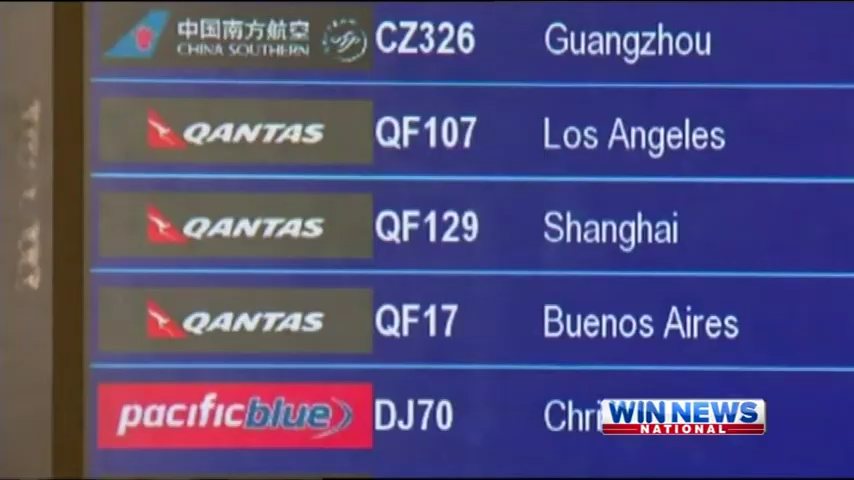 中国南方航空
CHINA SOUTHERN
CZ326 Guangzhou
QANTAS QF107 Los Angeles
QANTAS QF129 Shanghai
QANTAS QF17 Buenos Aires
pacificblue DJ70 Chri
WIN NEWS
NATIONAL